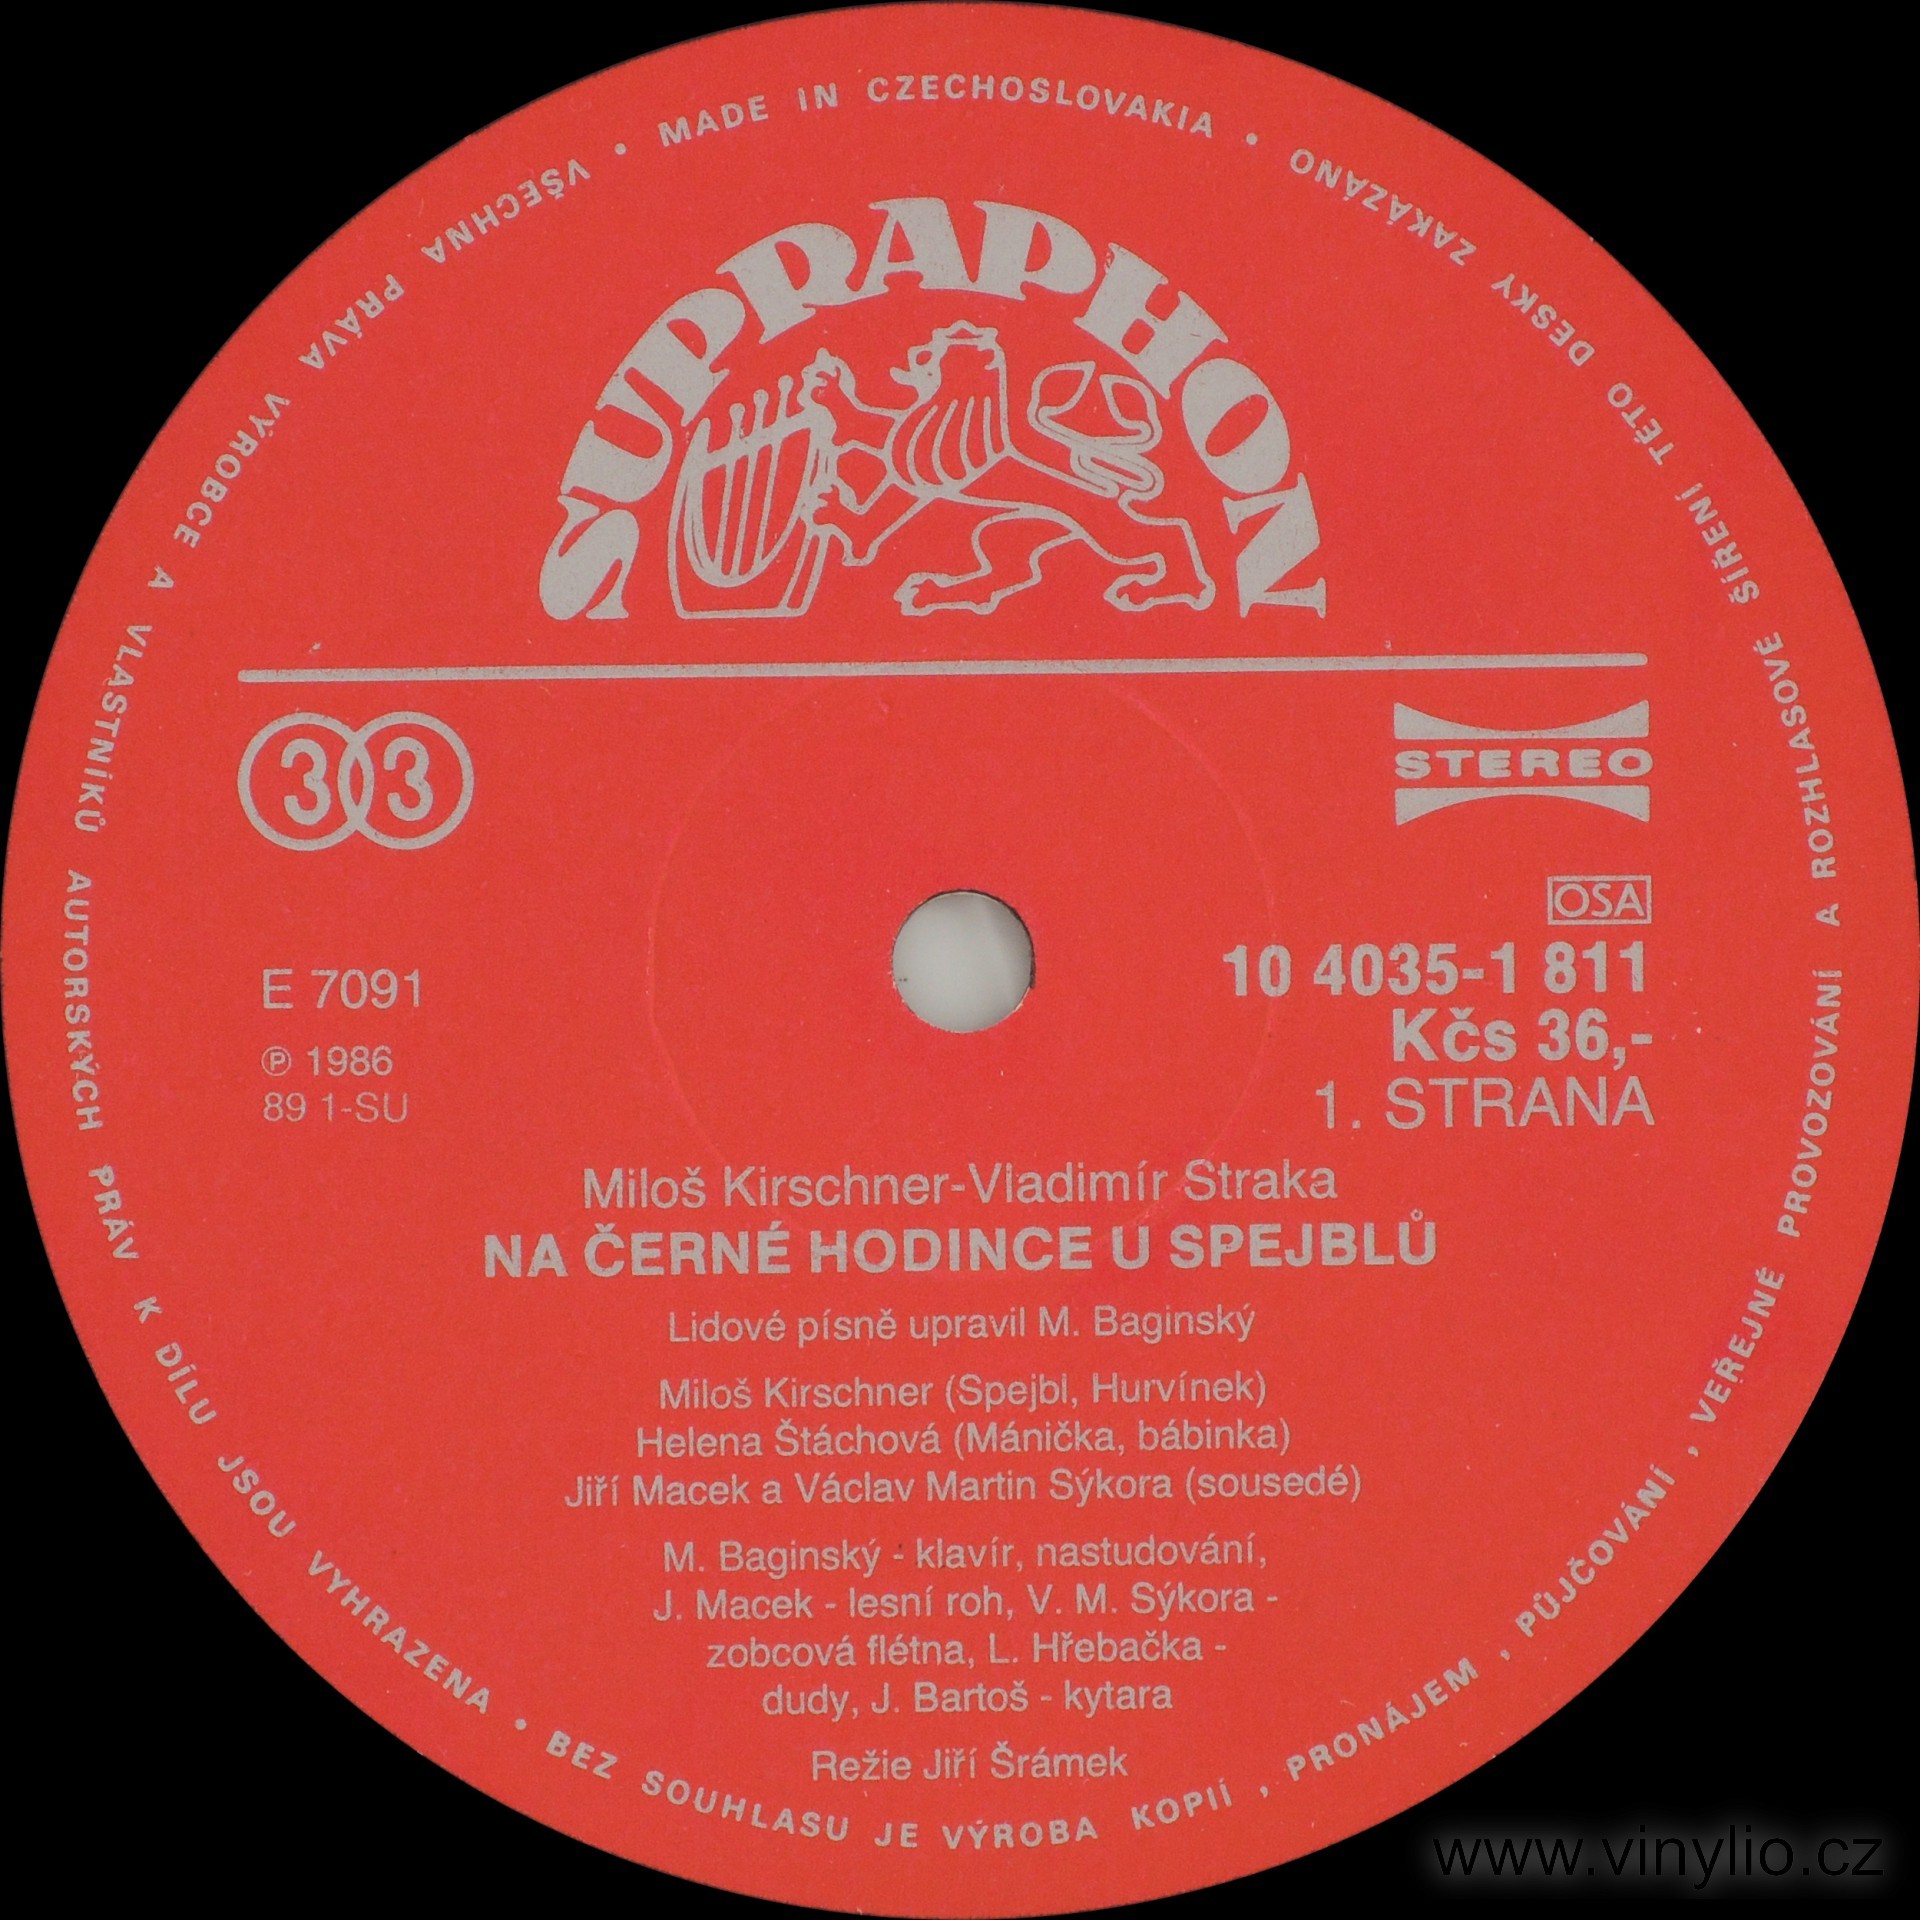 MADE IN CZECHOSLOVAKIA • ZAKÁZÁNO DESKY TÉTO ŠÍŘENÍ ROZHLASOVÉ A PROVOZOVÁNÍ VEŘEJNÉ, PŮJČOVÁNÍ, PRONÁJEM, KOPIÍ VÝROBA JE SOUHLASU BEZ • VYHRAZENA JSOU DÍLU K PRÁV AUTORSKÝCH VLASTNÍKŮ A VÝROBCE PRÁVA VŠECHNA •
SUPRAPHON
33
STEREO
OSA
E 7091
10 4035-1 811
Ⓟ 1986
Kčs 36,-
89 1-SU
1. STRANA
Miloš Kirschner-Vladimír Straka
NA ČERNÉ HODINCE U SPEJBLŮ
Lidové písně upravil M. Baginský
Miloš Kirschner (Spejbl, Hurvínek)
Helena Štáchová (Mánička, bábinka)
Jiří Macek a Václav Martin Sýkora (sousedé)
M. Baginský - klavír, nastudování,
J. Macek - lesní roh, V. M. Sýkora -
zobcová flétna, L. Hřebačka -
dudy, J. Bartoš - kytara
Režie Jiří Šrámek
www.vinylio.cz